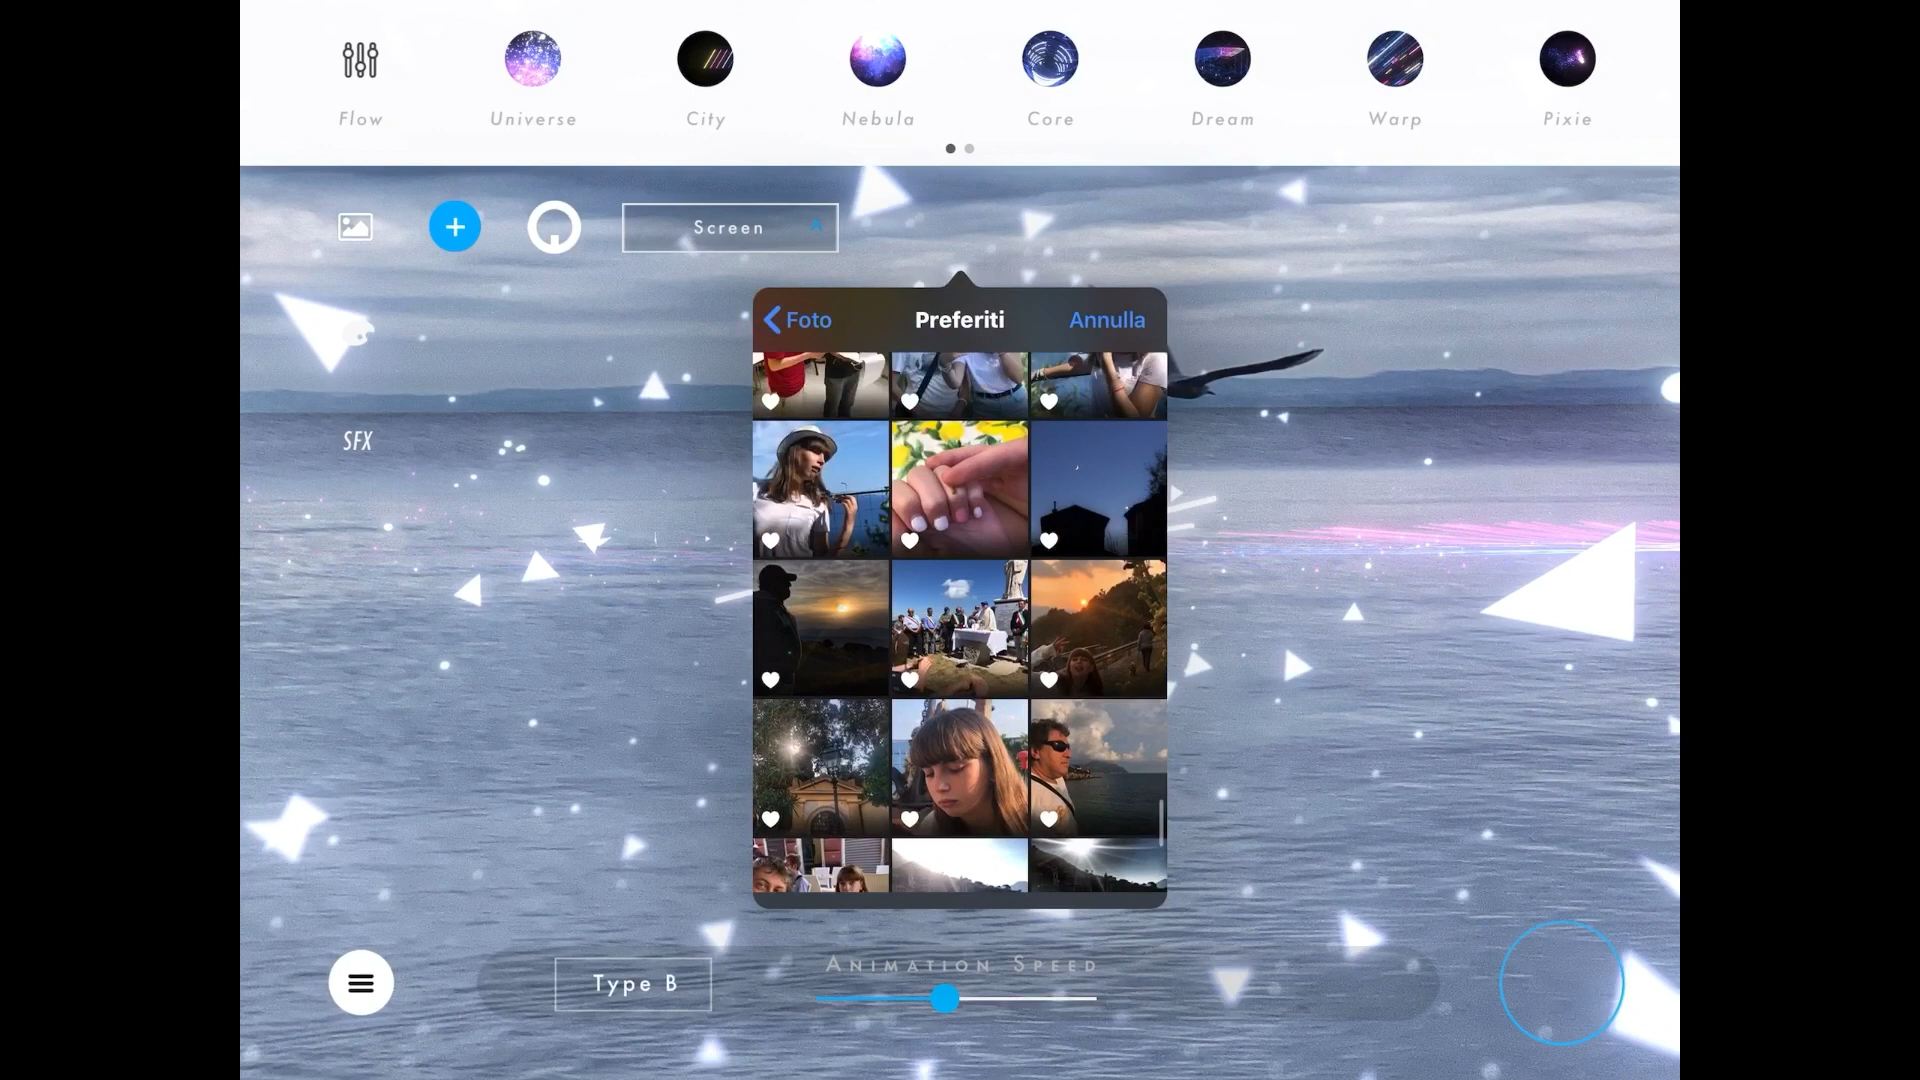 Flow
Universe
City
Nebula
Core
Dream
Warp
Pixie
Screen
Foto
Preferiti
Annulla
SFX
Type B
Animation Speed